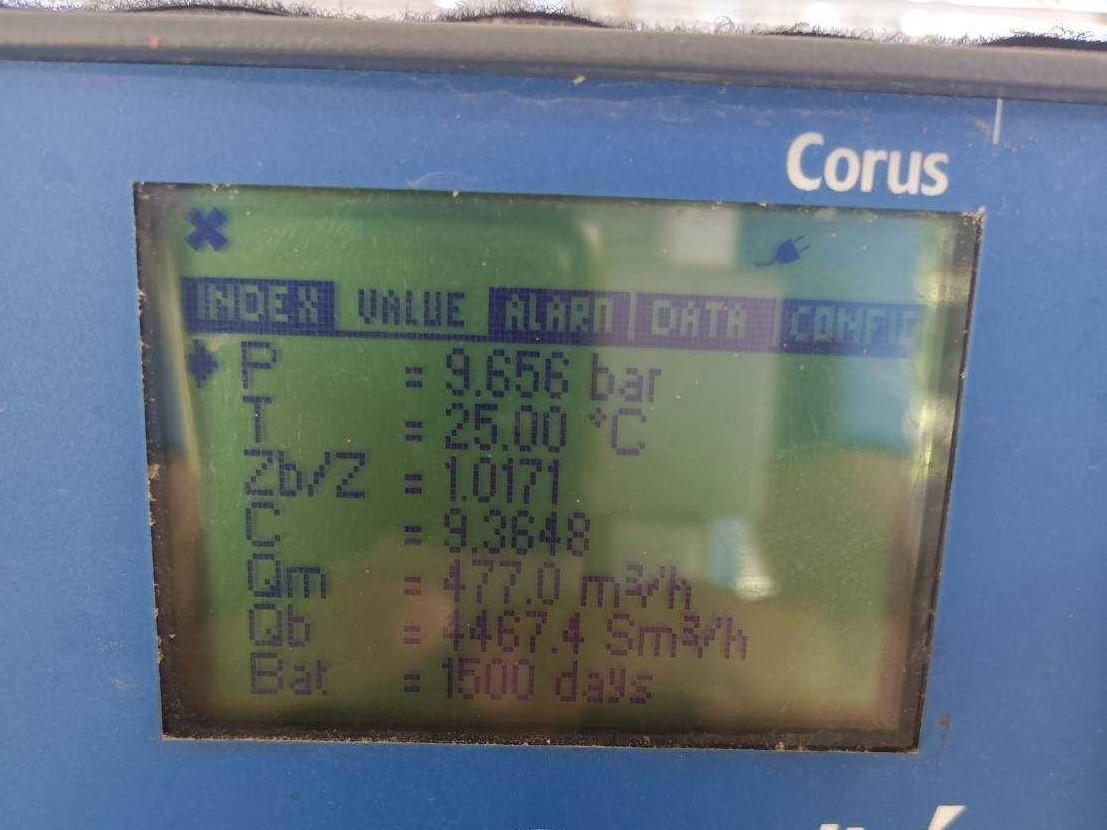 Corus
INDEX VALUE ALARM DATA CONFIG
P = 9.656 bar
T = 25.00 °C
Zb/Z = 1.0171
C = 9.3648
Qm = 477.0 m³/h
Qb = 4467.4 Sm³/h
Bat = 1500 days